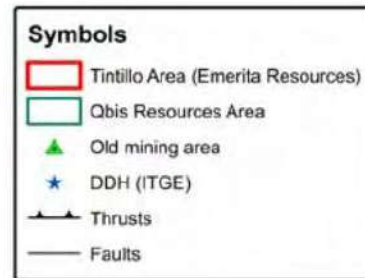 Symbols
Tintillo Area (Emerita Resources)
Qbis Resources Area
Old mining area
DDH (ITGE)
Thrusts
Faults